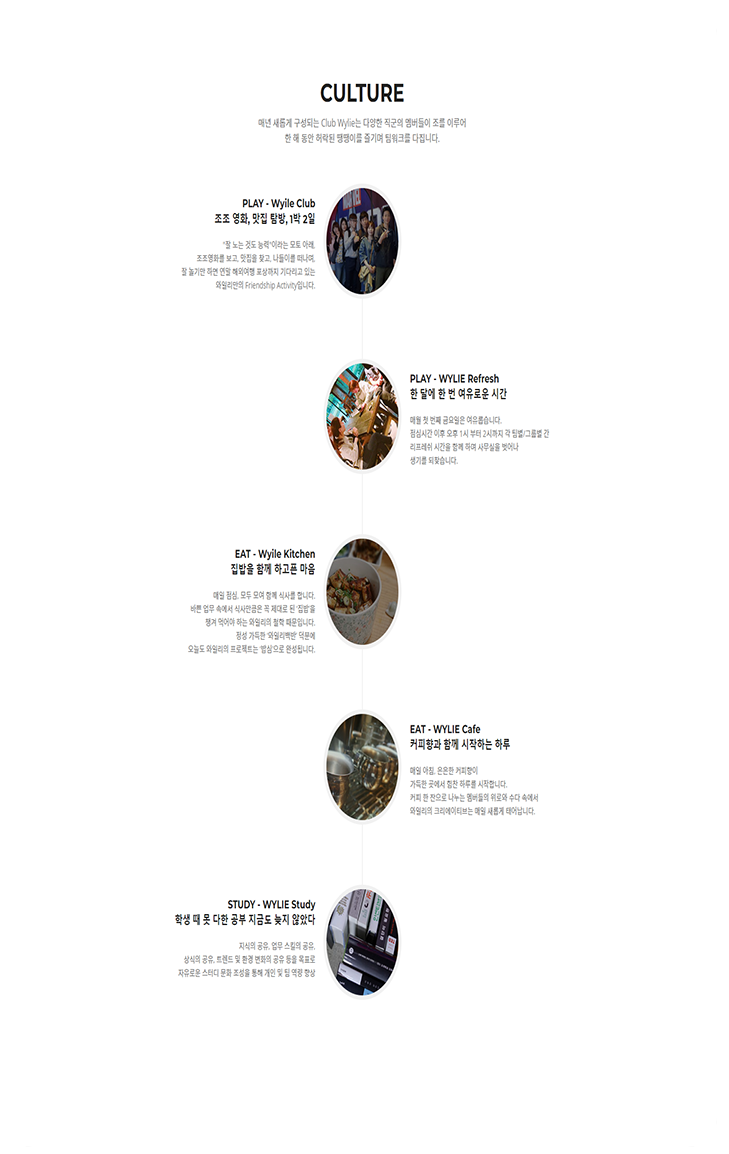 CULTURE
매년 새롭게 구성되는 Club Wylie는 다양한 직군의 멤버들이 조를 이루어
한 해 동안 허락된 땡땡이를 즐기며 팀워크를 다집니다.
PLAY - Wyile Club
조조 영화, 맛집 탐방, 1박 2일
"잘 노는 것도 능력"이라는 모토 아래,
조조영화를 보고, 맛집을 찾고, 나들이를 떠나며,
잘 놀기만 하면 연말 해외여행 포상까지 기다리고 있는
와일리만의 Friendship Activity입니다.
PLAY - WYLIE Refresh
한 달에 한 번 여유로운 시간
매월 첫 번째 금요일은 여유롭습니다.
점심시간 이후 오후 1시 부터 2시까지 각 팀별/그룹별 간
리프레쉬 시간을 함께 하며 사무실을 벗어나
생기를 되찾습니다.
EAT - Wyile Kitchen
집밥을 함께 하고픈 마음
매일 점심, 모두 모여 함께 식사를 합니다.
바쁜 업무 속에서 식사만큼은 꼭 제대로 된 '집밥'을
챙겨 먹어야 하는 와일리의 철학 때문입니다.
정성 가득한 '와일리백반' 덕분에
오늘도 와일리의 프로젝트는 '밥심'으로 완성됩니다.
EAT - WYLIE Cafe
커피향과 함께 시작하는 하루
매일 아침, 은은한 커피향이
가득한 곳에서 힘찬 하루를 시작합니다.
커피 한 잔으로 나누는 멤버들의 위로와 수다 속에서
와일리의 크리에이티브는 매일 새롭게 태어납니다.
STUDY - WYLIE Study
학생 때 못 다한 공부 지금도 늦지 않았다
지식의 공유, 업무 스킬의 공유,
상식의 공유, 트렌드 및 환경 변화의 공유 등을 목표로
자유로운 스터디 문화 조성을 통해 개인 및 팀 역량 향상